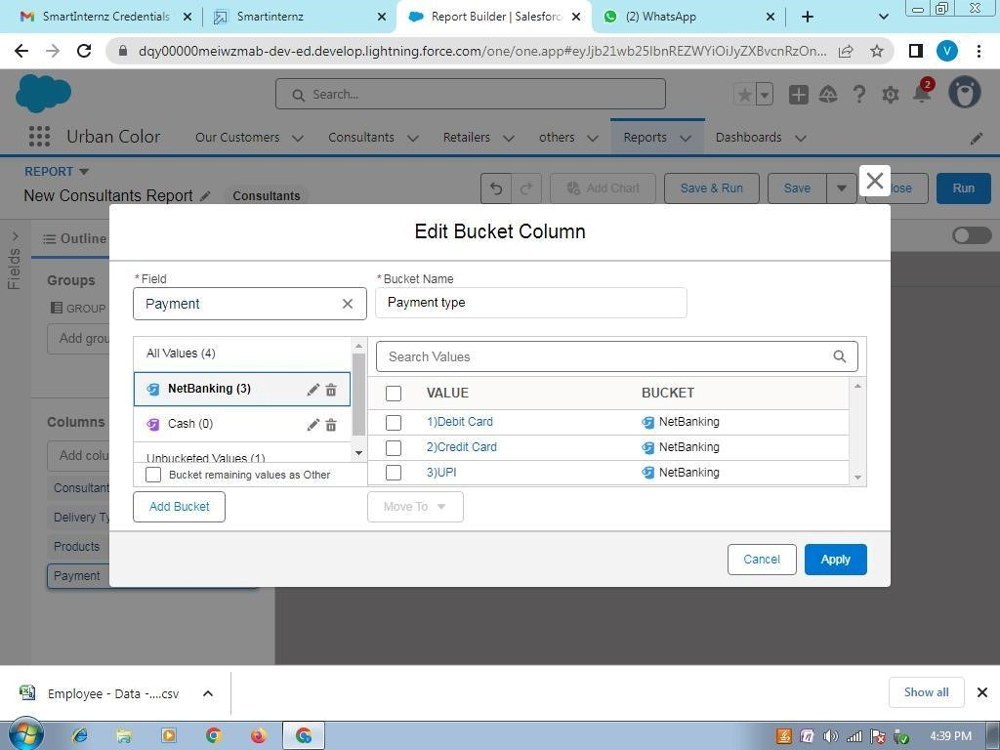 SmartInternz Credentials
Smartinternz
Report Builder | Salesforc
(2) WhatsApp
dqy00000meiwzmab-dev-ed.develop.lightning.force.com/one/one.app#eyJjb21wb25lbnREZWYiOiJyZXBvcnRzOn...
V
Search...
2
Urban Color
Our Customers
Consultants
Retailers
others
Reports
Dashboards
REPORT
New Consultants Report
Consultants
Add Chart
Save & Run
Save
lose
Run
Fields
Outline
Edit Bucket Column
Groups
GROUP
Add grou
* Field
* Bucket Name
Payment
Payment type
All Values (4)
NetBanking (3)
Cash (0)
Unbucketed Values (1)
Bucket remaining values as Other
Search Values
VALUE BUCKET
1)Debit Card NetBanking
2)Credit Card NetBanking
3)UPI NetBanking
Add Bucket
Move To
Columns
Add colu
Consultant
Delivery Ty
Products
Payment
Cancel
Apply
Employee - Data -....csv
Show all
4:39 PM